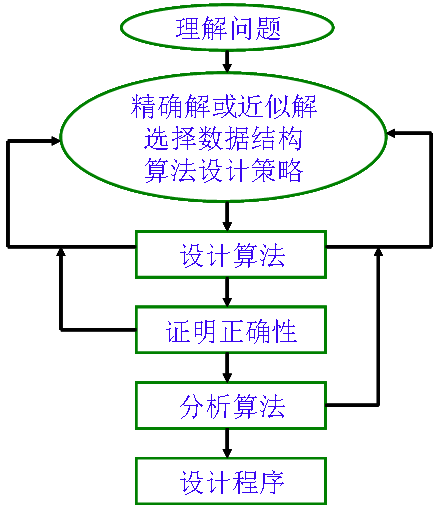 理解问题
精确解或近似解
选择数据结构
算法设计策略
设计算法
证明正确性
分析算法
设计程序